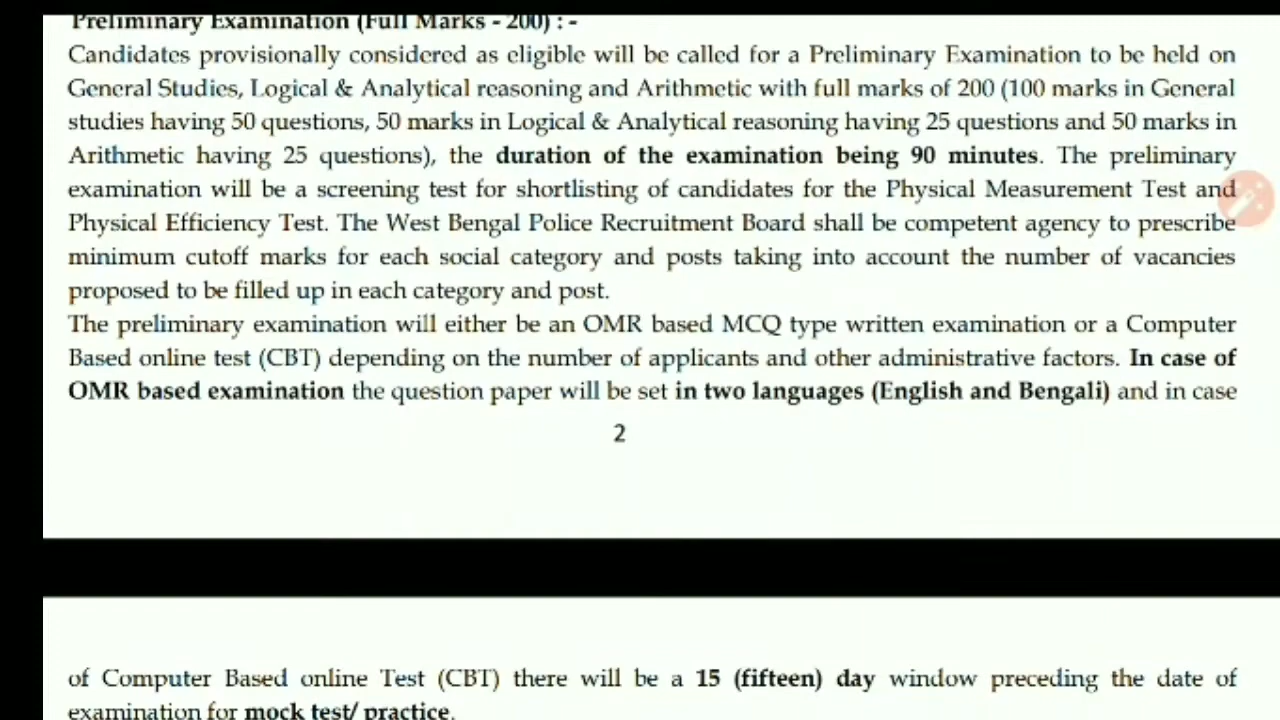 Preliminary Examination (Full Marks - 200) : -
Candidates provisionally considered as eligible will be called for a Preliminary Examination to be held on
General Studies, Logical & Analytical reasoning and Arithmetic with full marks of 200 (100 marks in General
studies having 50 questions, 50 marks in Logical & Analytical reasoning having 25 questions and 50 marks in
Arithmetic having 25 questions), the duration of the examination being 90 minutes. The preliminary
examination will be a screening test for shortlisting of candidates for the Physical Measurement Test and
Physical Efficiency Test. The West Bengal Police Recruitment Board shall be competent agency to prescribe
minimum cutoff marks for each social category and posts taking into account the number of vacancies
proposed to be filled up in each category and post.
The preliminary examination will either be an OMR based MCQ type written examination or a Computer
Based online test (CBT) depending on the number of applicants and other administrative factors. In case of
OMR based examination the question paper will be set in two languages (English and Bengali) and in case
2
of Computer Based online Test (CBT) there will be a 15 (fifteen) day window preceding the date of
examination for mock test/ practice.